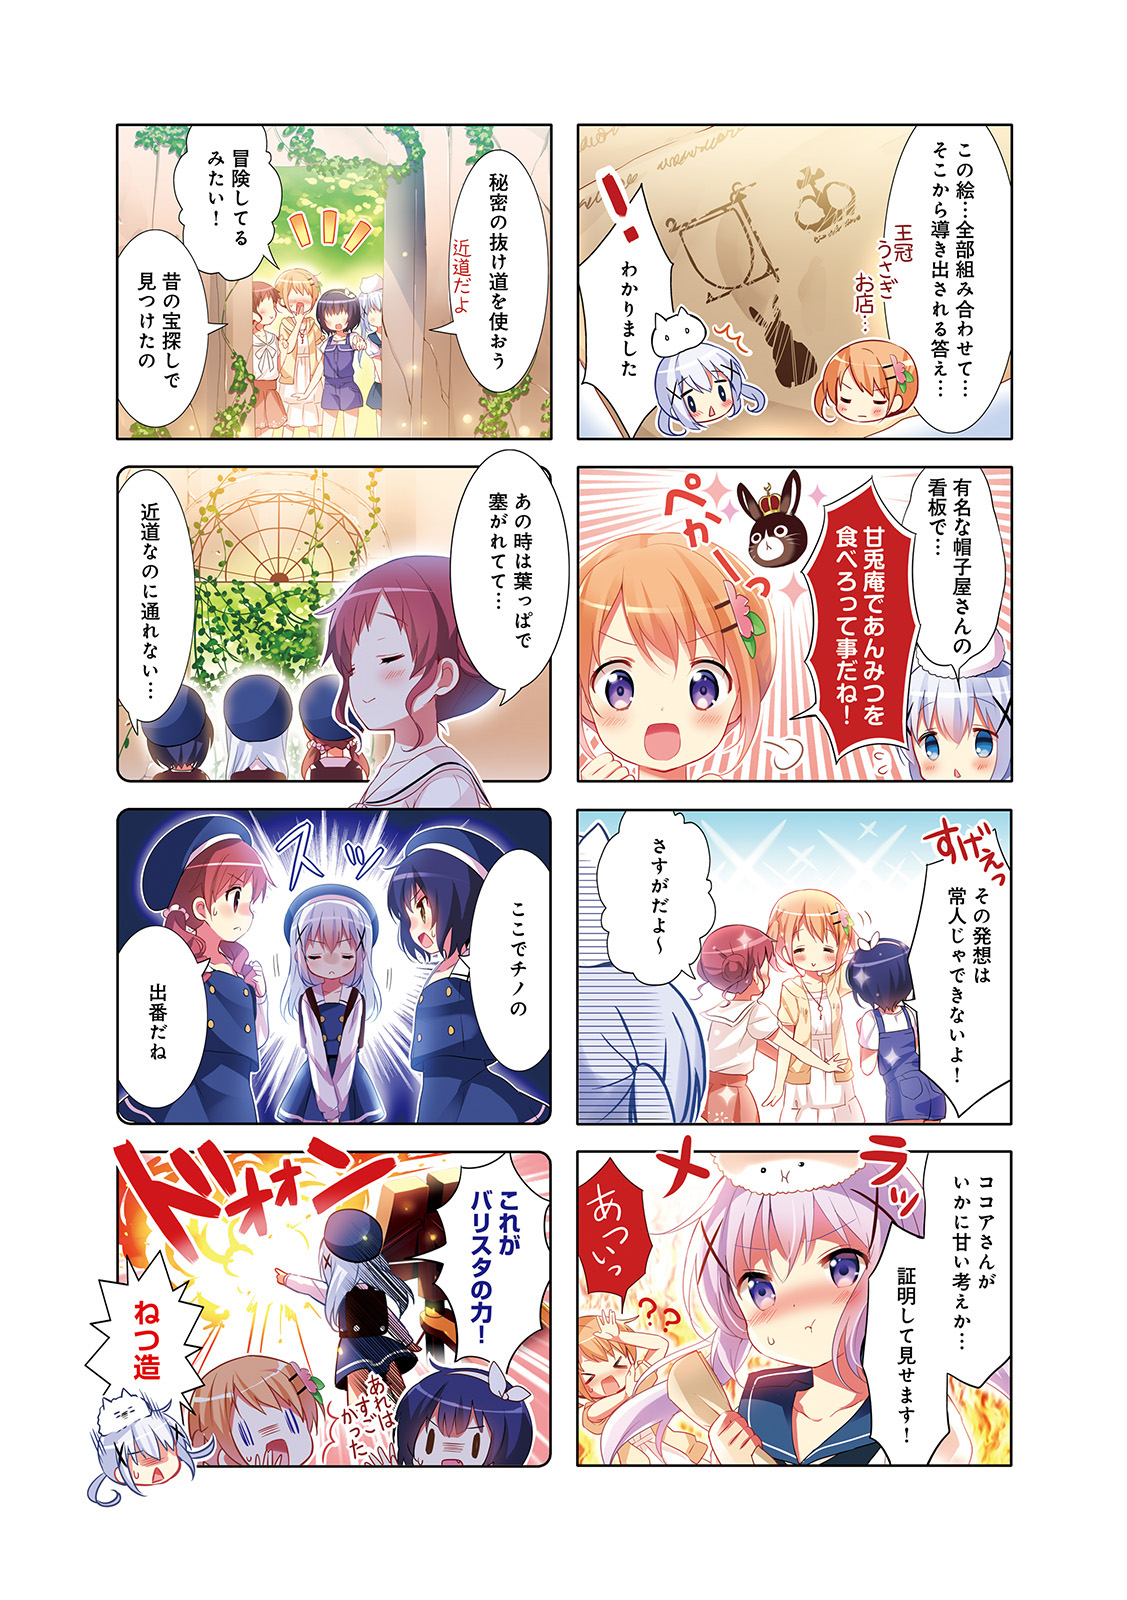 この絵…全部組み合わせて…
そこから導き出される答え…
王冠
うさぎ
お店…
!
わかりました
有名な帽子屋さんの
看板で…
甘兎庵であんみつを
食べろって事だね!
ぺかーっ
すげぇっ
その発想は
常人じゃできないよ!
さすがだよ〜
メラッ
ココアさんが
いかに甘い考えか…
証明して見せます!
あついっ
??
秘密の抜け道を使おう
近道だよ
冒険してる
みたい!
昔の宝探しで
見つけたの
あの時は葉っぱで
塞がれてて…
近道なのに通れない…
ここでチノの
出番だね
スッ
これが
バリスタの力!
ドォォォン
あれは
すご
かった
ねつ造